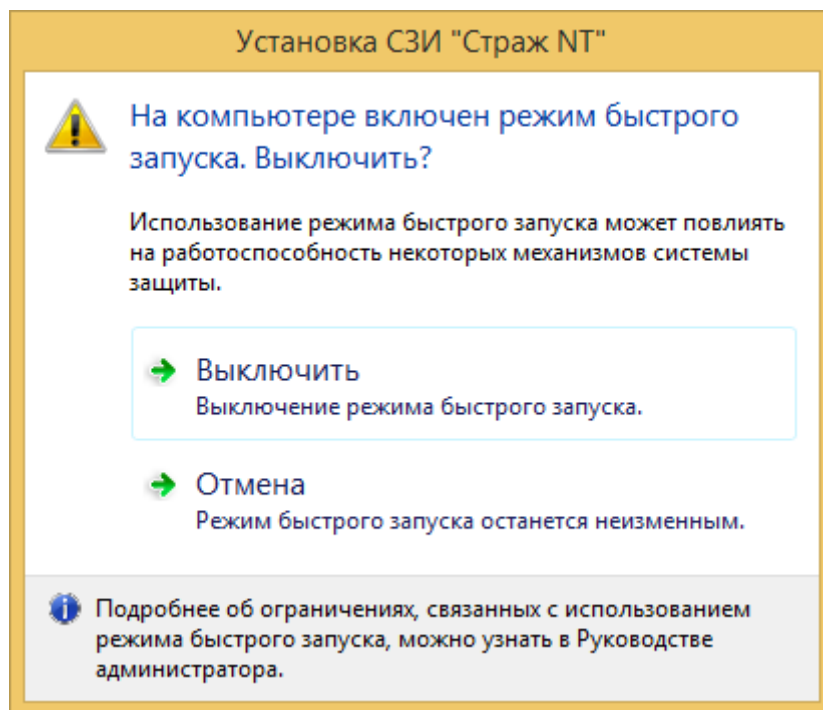 Установка СЗИ "Страж NT"
На компьютере включен режим быстрого
запуска. Выключить?
Использование режима быстрого запуска может повлиять
на работоспособность некоторых механизмов системы
защиты.
Выключить
Выключение режима быстрого запуска.
Отмена
Режим быстрого запуска останется неизменным.
Подробнее об ограничениях, связанных с использованием
режима быстрого запуска, можно узнать в Руководстве
администратора.